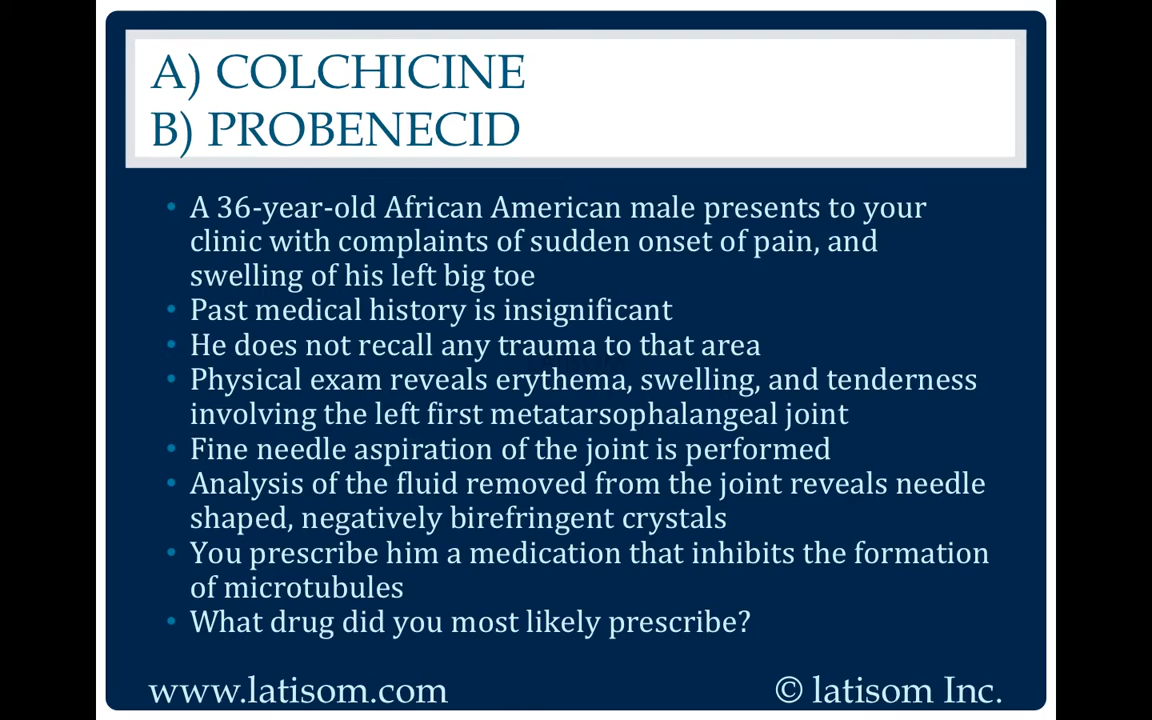 A) COLCHICINE
B) PROBENECID
• A 36-year-old African American male presents to your
clinic with complaints of sudden onset of pain, and
swelling of his left big toe
• Past medical history is insignificant
• He does not recall any trauma to that area
• Physical exam reveals erythema, swelling, and tenderness
involving the left first metatarsophalangeal joint
• Fine needle aspiration of the joint is performed
• Analysis of the fluid removed from the joint reveals needle
shaped, negatively birefringent crystals
• You prescribe him a medication that inhibits the formation
of microtubules
• What drug did you most likely prescribe?
www.latisom.com © latisom Inc.